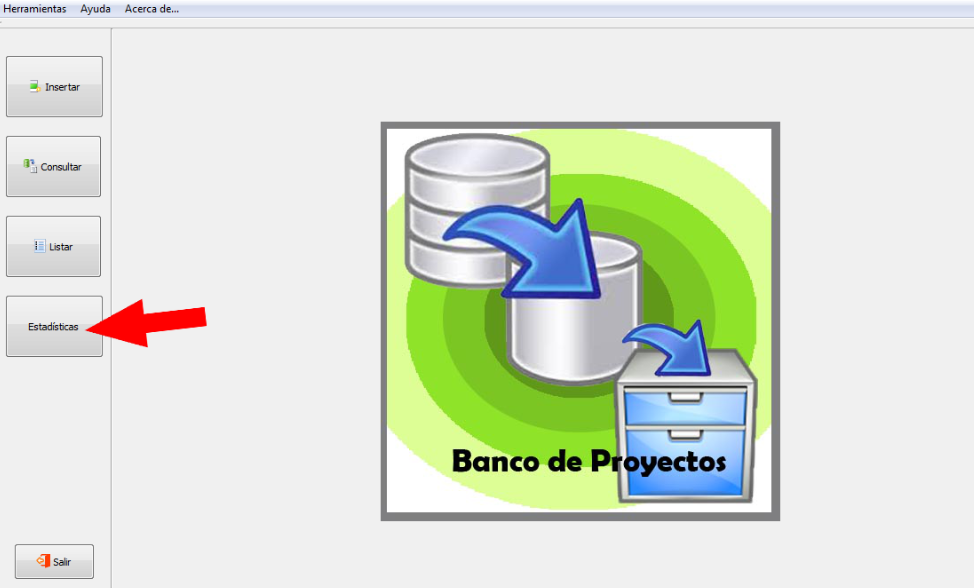 Herramientas Ayuda Acerca de...
Insertar
Consultar
Listar
Estadísticas
Banco de Proyectos
Salir